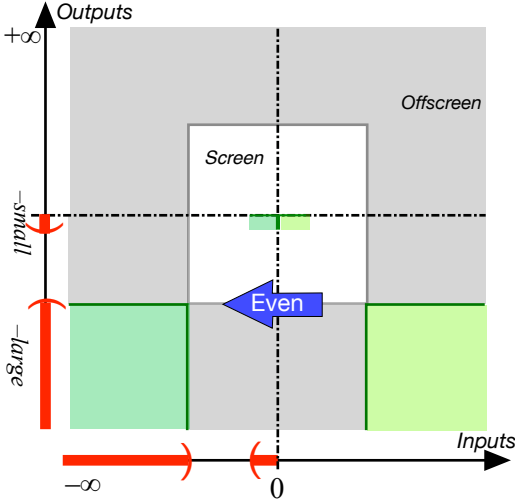 Outputs
+∞
Offscreen
Screen
–small
Even
–large
Inputs
–∞
0